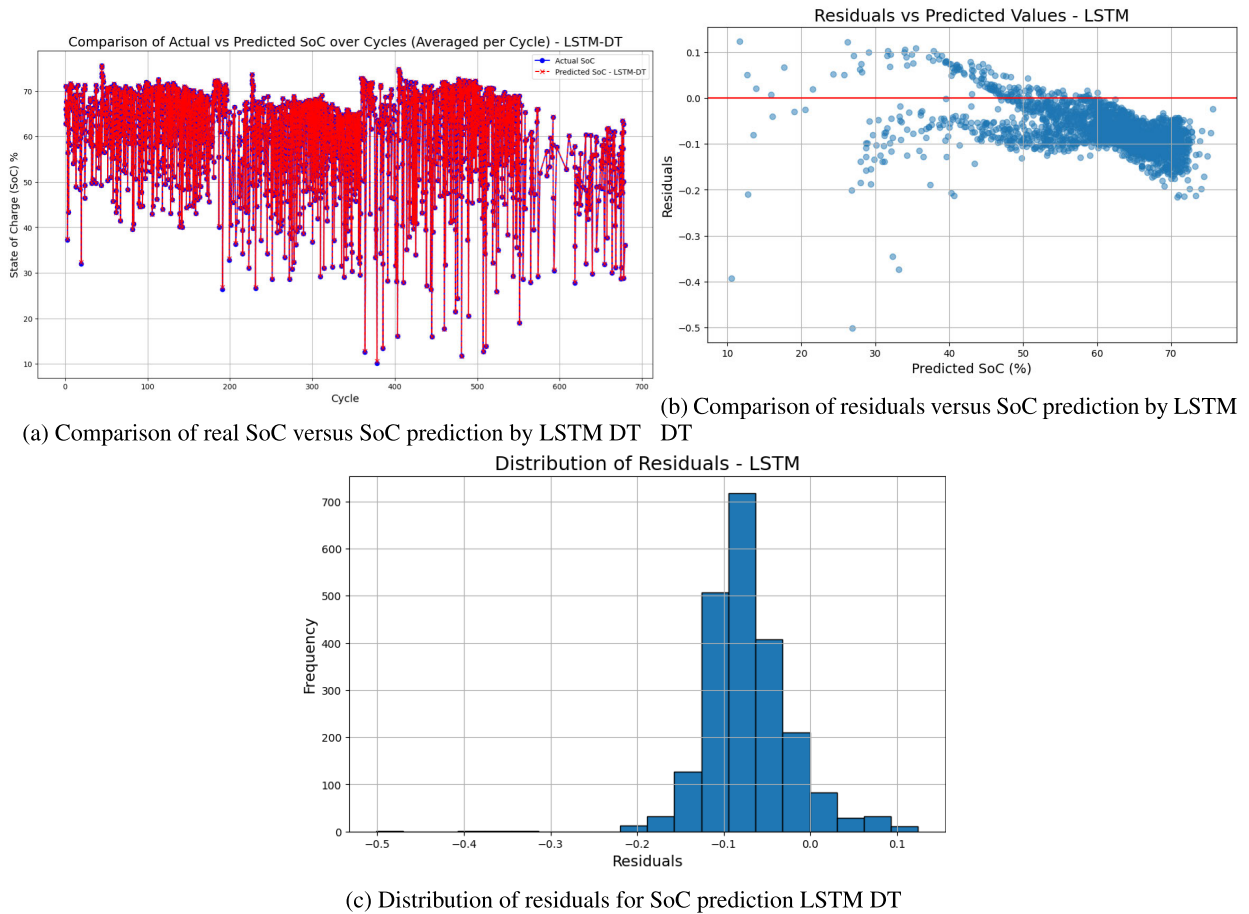 Comparison of Actual vs Predicted SoC over Cycles (Averaged per Cycle) - LSTM-DT
Actual SoC
Predicted SoC - LSTM-DT
State of Charge (SoC) %
70
60
50
40
30
20
10
0
100
200
300
400
500
600
700
Cycle
(a) Comparison of real SoC versus SoC prediction by LSTM DT
Residuals vs Predicted Values - LSTM
Residuals
0.1
0.0
−0.1
−0.2
−0.3
−0.4
−0.5
10
20
30
40
50
60
70
Predicted SoC (%)
(b) Comparison of residuals versus SoC prediction by LSTM
DT
Distribution of Residuals - LSTM
Frequency
700
600
500
400
300
200
100
0
−0.5
−0.4
−0.3
−0.2
−0.1
0.0
0.1
Residuals
(c) Distribution of residuals for SoC prediction LSTM DT